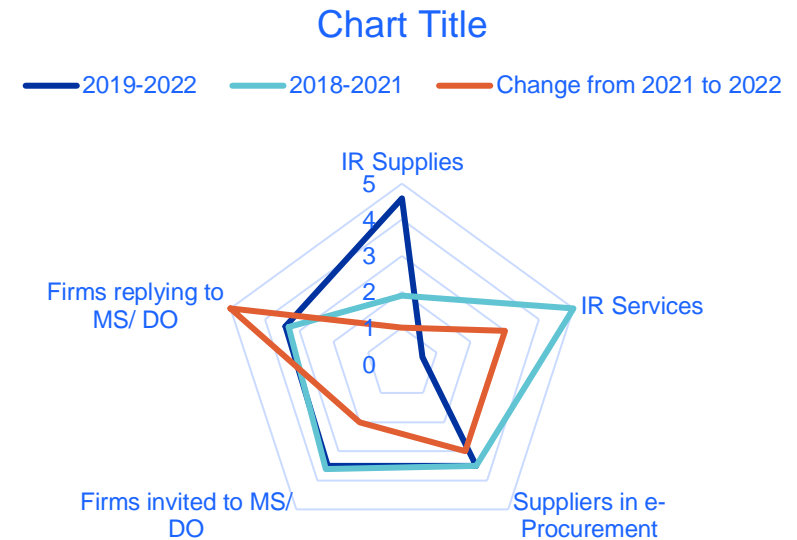 Chart Title
2019-2022 2018-2021 Change from 2021 to 2022
IR Supplies
5
4
3
2
1
0
IR Services
Suppliers in e-
Procurement
Firms invited to MS/
DO
Firms replying to
MS/ DO